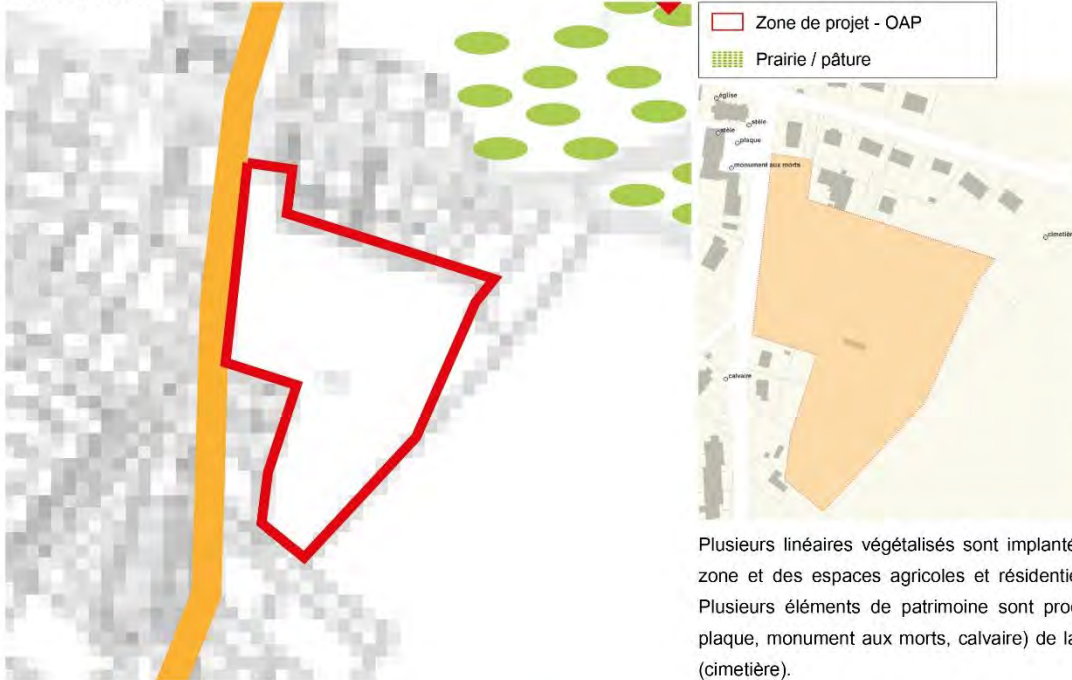 Zone de projet - OAP
Prairie / pâture
église
stèle
stèle
plaque
monument aux morts
cimetière
calvaire
Plusieurs linéaires végétalisés sont implanté
zone et des espaces agricoles et résidentie
Plusieurs éléments de patrimoine sont proc
plaque, monument aux morts, calvaire) de la
(cimetière).